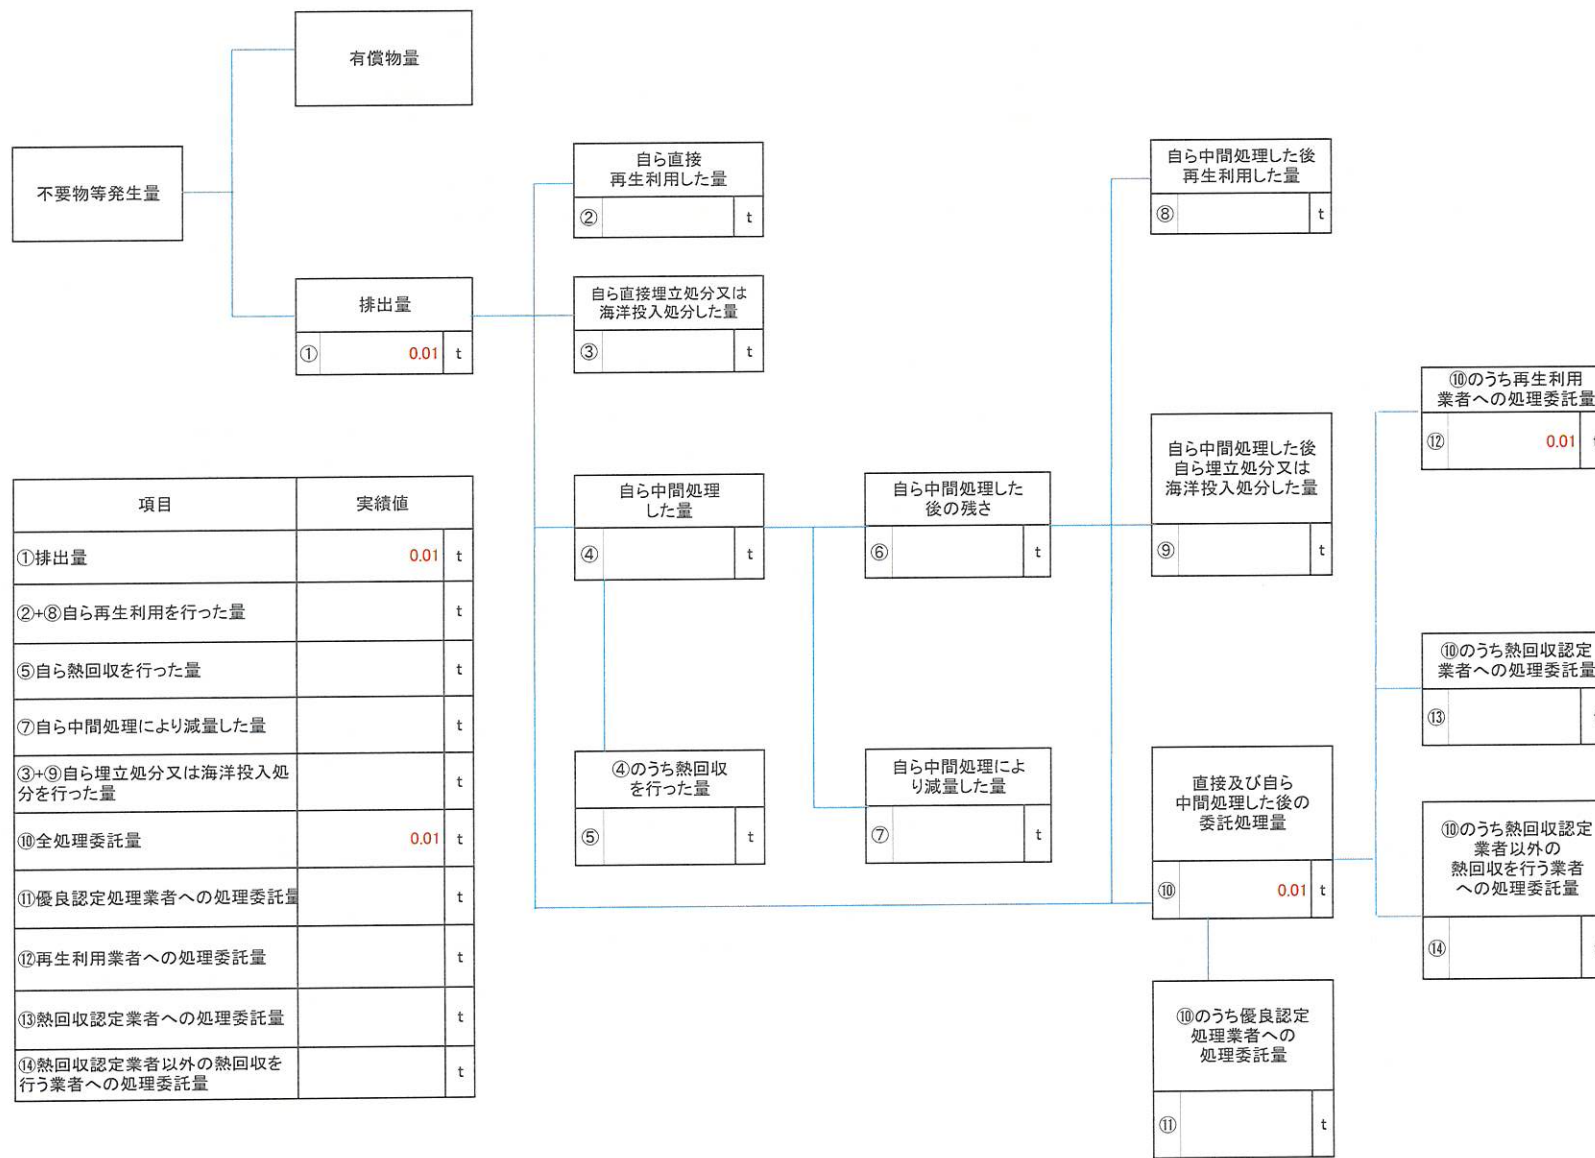 有償物量
不要物等発生量
排出量
① 0.01 t
自ら直接
再生利用した量
② t
自ら直接埋立処分又は
海洋投入処分した量
③ t
自ら中間処理
した量
④ t
④のうち熱回収
を行った量
⑤ t
自ら中間処理した
後の残さ
⑥ t
自ら中間処理によ
り減量した量
⑦ t
自ら中間処理した後
再生利用した量
⑧ t
自ら中間処理した後
自ら埋立処分又は
海洋投入処分した量
⑨ t
直接及び自ら
中間処理した後の
委託処理量
⑩ 0.01 t
⑩のうち優良認定
処理業者への
処理委託量
⑪ t
⑩のうち再生利用
業者への処理委託量
⑫ 0.01 t
⑩のうち熱回収認定
業者への処理委託量
⑬
⑩のうち熱回収認定
業者以外の
熱回収を行う業者
への処理委託量
⑭
項目 実績値
①排出量 0.01 t
②+⑧自ら再生利用を行った量 t
⑤自ら熱回収を行った量 t
⑦自ら中間処理により減量した量 t
③+⑨自ら埋立処分又は海洋投入処
分を行った量 t
⑩全処理委託量 0.01 t
⑪優良認定処理業者への処理委託量 t
⑫再生利用業者への処理委託量 t
⑬熱回収認定業者への処理委託量 t
⑭熱回収認定業者以外の熱回収を
行う業者への処理委託量 t